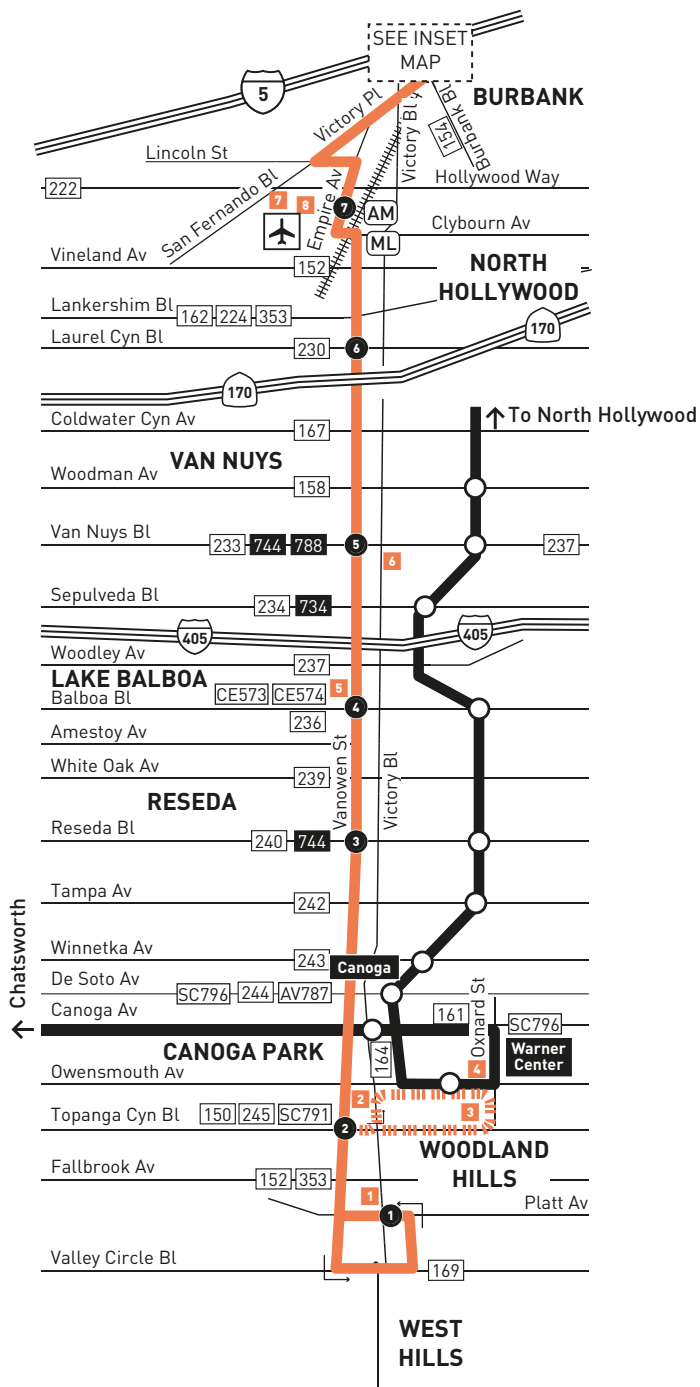 SEE INSET
MAP
5
BURBANK
Victory Pl
Victory Bl
154
Burbank Bl
Lincoln St
222
Hollywood Way
San Fernando Bl
7
8
Empire Av
7
AM
Clybourn Av
ML
Vineland Av
152
NORTH
HOLLYWOOD
Lankershim Bl
162
224
353
Laurel Cyn Bl
230
6
170
170
Coldwater Cyn Av
167
↑ To North Hollywood
VAN NUYS
Woodman Av
158
Van Nuys Bl
233
744
788
5
237
6
Sepulveda Bl
234
734
405
405
Woodley Av
237
LAKE BALBOA
Balboa Bl
CE573
CE574
5
4
236
Amestoy Av
White Oak Av
239
Vanowen St
Victory Bl
RESEDA
Reseda Bl
240
744
3
Tampa Av
242
Winnetka Av
243
Canoga
De Soto Av
SC796
244
AV787
← Chatsworth
Canoga Av
161
Oxnard St
SC796
CANOGA PARK
164
Warner
Center
4
Owensmouth Av
2
3
Topanga Cyn Bl
150
245
SC791
2
WOODLAND
HILLS
Fallbrook Av
152
353
1
1
Platt Av
Valley Circle Bl
169
WEST
HILLS